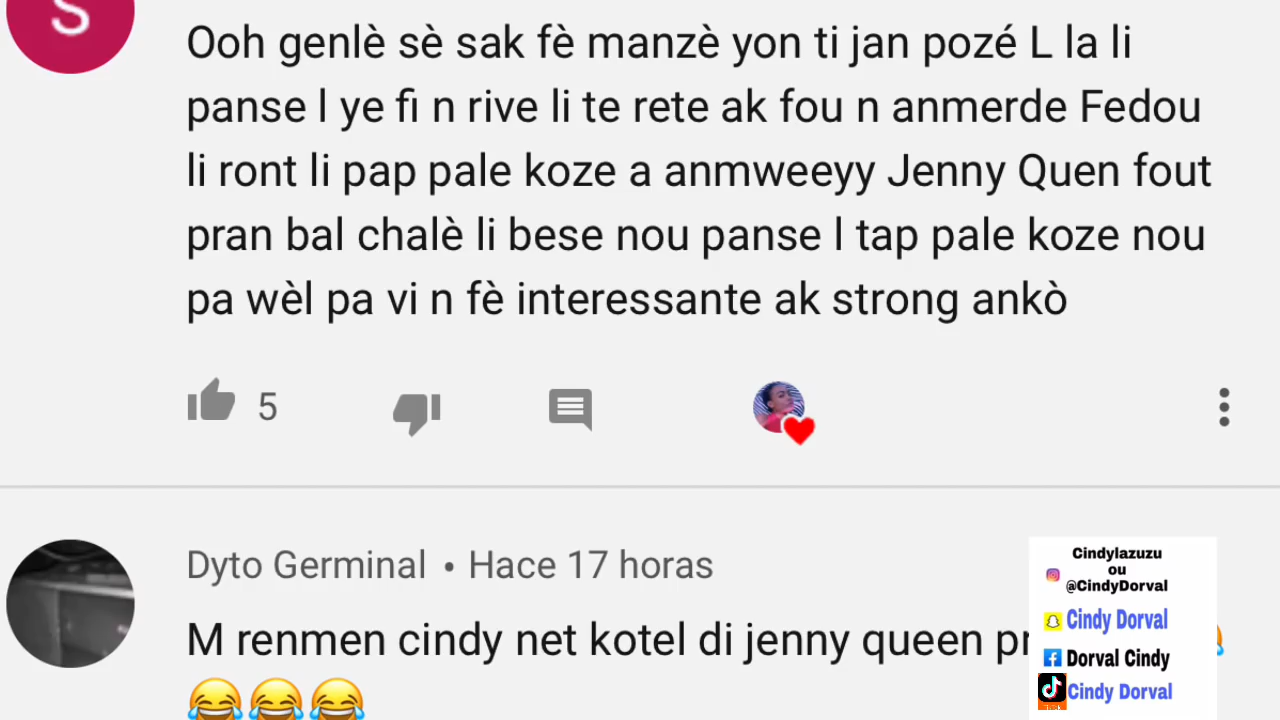 S
Ooh genlè sè sak fè manzè yon ti jan pozé L la li
panse l ye fi n rive li te rete ak fou n anmerde Fedou
li ront li pap pale koze a anmweeyy Jenny Quen fout
pran bal chalè li bese nou panse l tap pale koze nou
pa wèl pa vi n fè interessante ak strong ankò
5
Dyto Germinal • Hace 17 horas
M renmen cindy net kotel di jenny queen
😂😂😂
Cindylazuzu
ou
@CindyDorval
Cindy Dorval
Dorval Cindy
Cindy Dorval